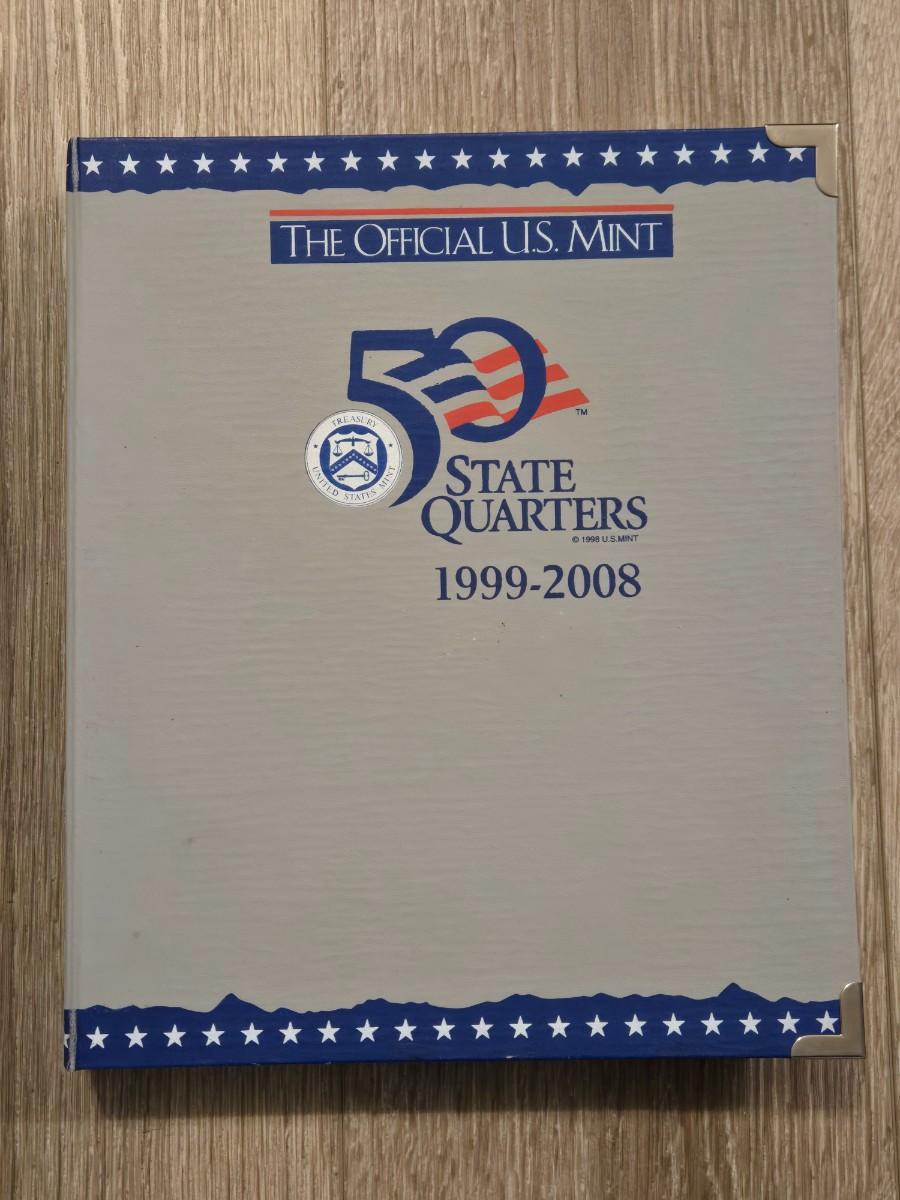 THE OFFICIAL U.S. MINT
50
TM
TREASURY
UNITED STATES MINT
STATE
QUARTERS
© 1998 U.S. MINT
1999-2008